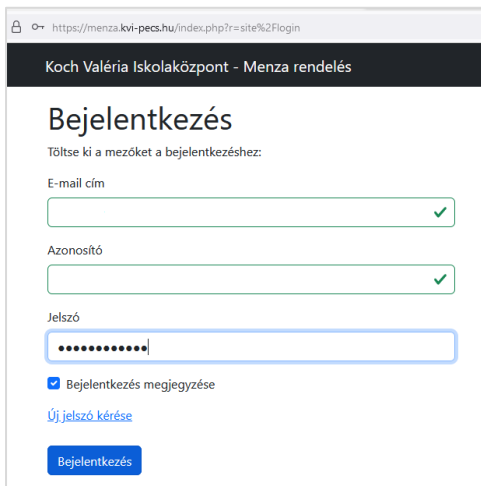 https://menza.kvi-pecs.hu/index.php?r=site%2Flogin
Koch Valéria Iskolaközpont - Menza rendelés
Bejelentkezés
Töltse ki a mezőket a bejelentkezéshez:
E-mail cím
Azonosító
Jelszó
••••••••••••
Bejelentkezés megjegyzése
Új jelszó kérése
Bejelentkezés